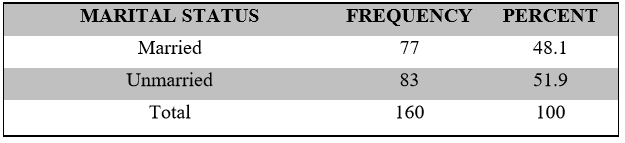 MARITAL STATUS FREQUENCY PERCENT
Married 77 48.1
Unmarried 83 51.9
Total 160 100